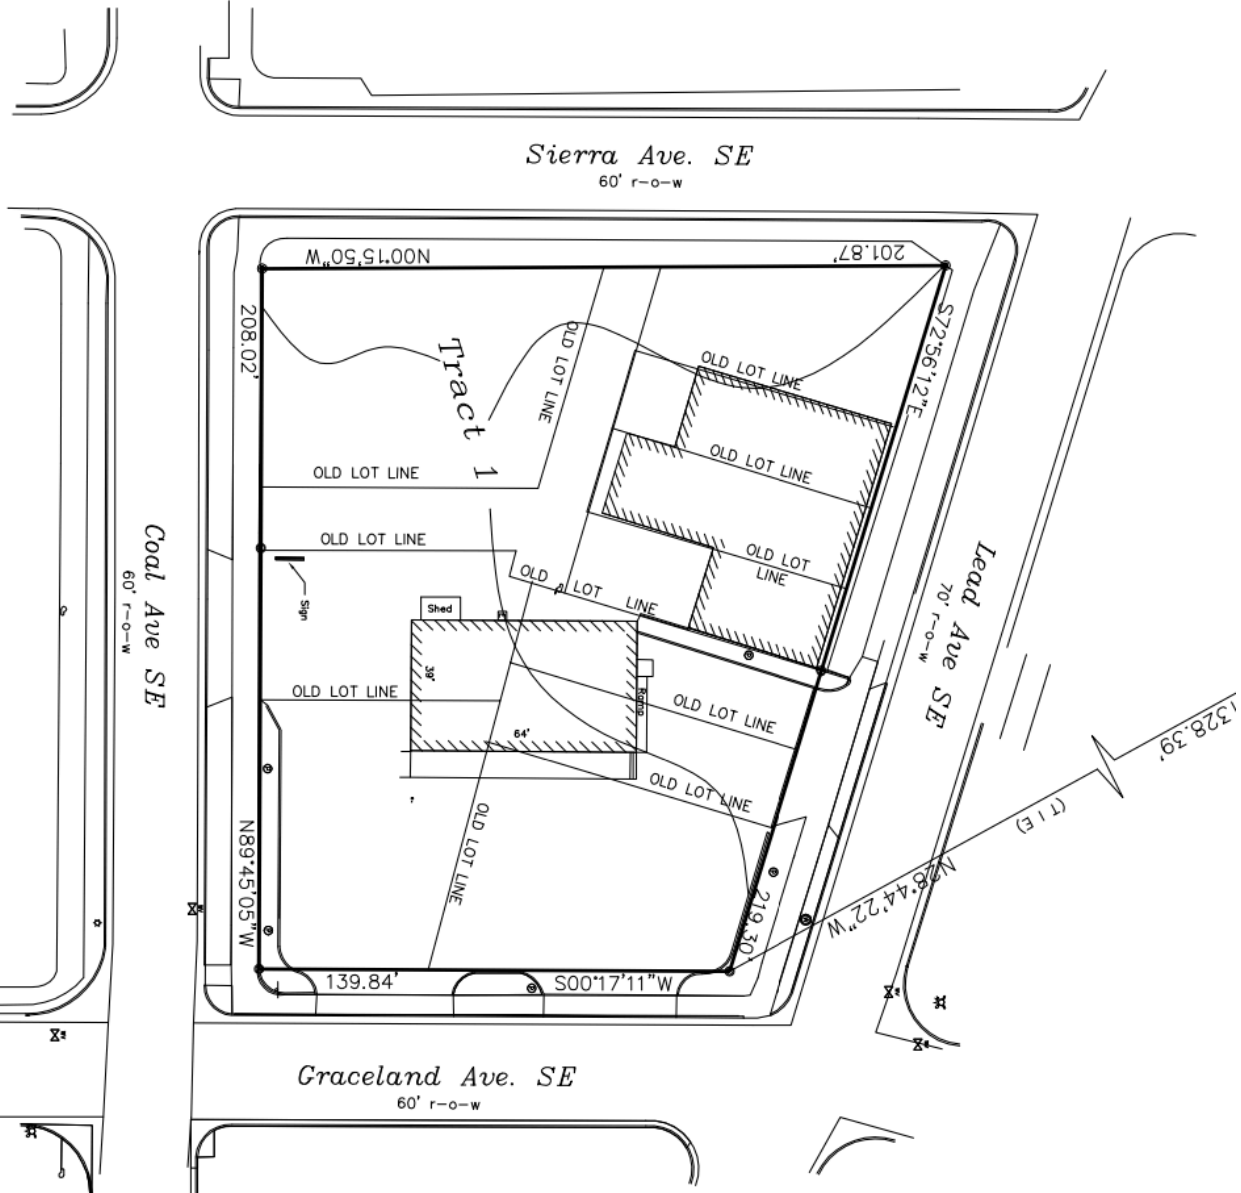 Sierra Ave. SE
60' r-o-w
N00°15'50"W
201.87'
208.02'
S72°56'12"E
Tract 1
OLD LOT LINE
OLD LOT LINE
OLD LOT LINE
OLD LOT LINE
OLD LOT LINE
OLD LOT
LINE
OLD LOT LINE
Coal Ave SE
60' r-o-w
Sign
Shed
39'
64'
Ramp
Lead Ave SE
70' r-o-w
OLD LOT LINE
OLD LOT LINE
OLD LOT LINE
OLD LOT LINE
1328.39'
(TIE)
N28°44'22"W
N89°45'05"W
219.30'
139.84'
S00°17'11"W
Graceland Ave. SE
60' r-o-w